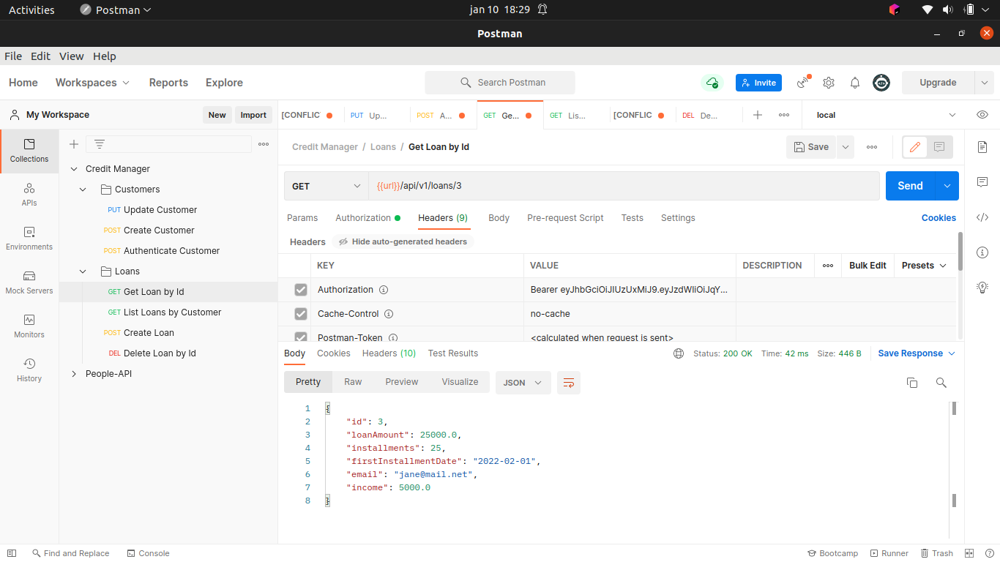 Activities Postman jan 10 18:29
Postman
File Edit View Help
Home Workspaces Reports Explore Search Postman Invite Upgrade
My Workspace New Import
[CONFLIC PUT Up... POST A... GET Ge... GET Lis... [CONFLIC DEL De... local
Collections
APIs
Environments
Mock Servers
Monitors
History
Credit Manager
Customers
PUT Update Customer
POST Create Customer
POST Authenticate Customer
Loans
GET Get Loan by Id
GET List Loans by Customer
POST Create Loan
DEL Delete Loan by Id
People-API
Credit Manager / Loans / Get Loan by Id Save
GET {{url}}/api/v1/loans/3 Send
Params Authorization Headers (9) Body Pre-request Script Tests Settings Cookies
Headers Hide auto-generated headers
KEY VALUE DESCRIPTION Bulk Edit Presets
Authorization Bearer eyJhbGciOiJIUzUxMiJ9.eyJzdWIiOiJqY...
Cache-Control no-cache
Postman-Token <calculated when request is sent>
Body Cookies Headers (10) Test Results Status: 200 OK Time: 42 ms Size: 446 B Save Response
Pretty Raw Preview Visualize JSON
1 {
2 "id": 3,
3 "loanAmount": 25000.0,
4 "installments": 25,
5 "firstInstallmentDate": "2022-02-01",
6 "email": "jane@mail.net",
7 "income": 5000.0
8 }
Find and Replace Console Bootcamp Runner Trash